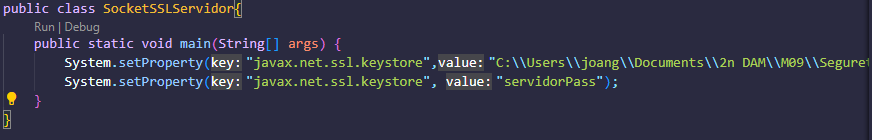 public class SocketSSLServidor{
Run | Debug
public static void main(String[] args) {
System.setProperty(key:"javax.net.ssl.keystore",value:"C:\\Users\\joang\\Documents\\2n DAM\\M09\\Seguret
System.setProperty(key:"javax.net.ssl.keystore", value:"servidorPass");
}
}